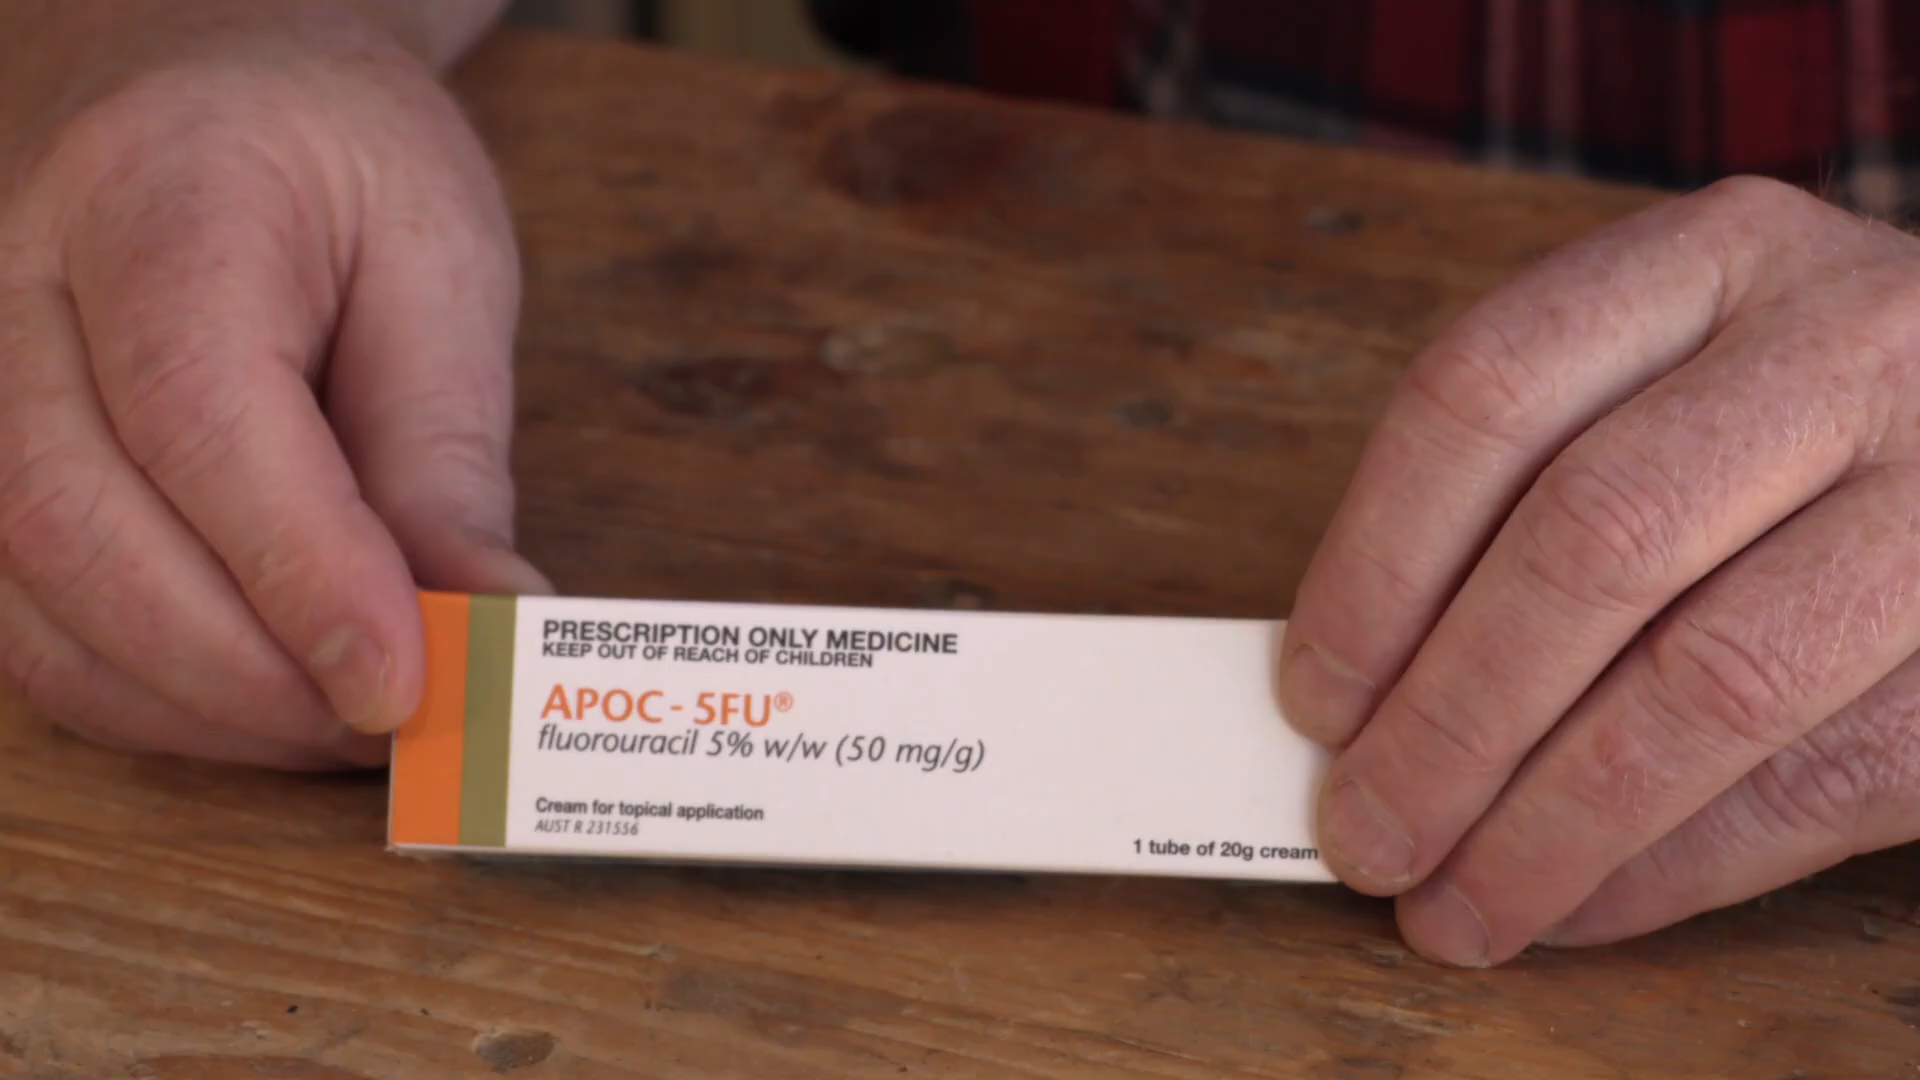 PRESCRIPTION ONLY MEDICINE
KEEP OUT OF REACH OF CHILDREN
APOC - 5FU®
fluorouracil 5% w/w (50 mg/g)
Cream for topical application
AUST R 231556
1 tube of 20g cream